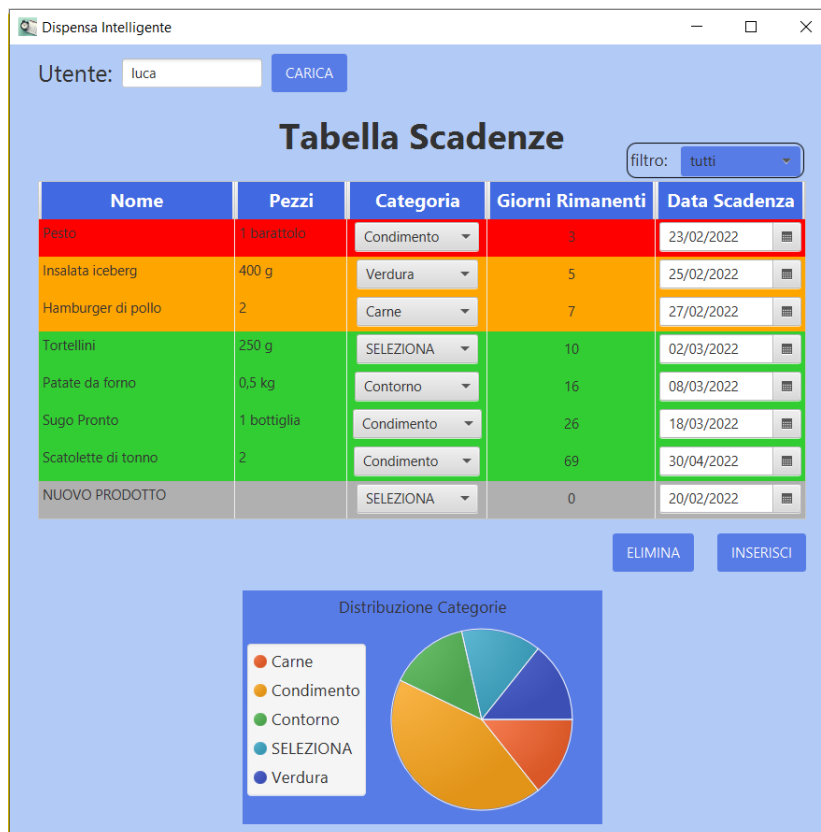 Dispensa Intelligente
Utente: luca CARICA
Tabella Scadenze
filtro: tutti
Nome Pezzi Categoria Giorni Rimanenti Data Scadenza
Pesto 1 barattolo Condimento 3 23/02/2022
Insalata iceberg 400 g Verdura 5 25/02/2022
Hamburger di pollo 2 Carne 7 27/02/2022
Tortellini 250 g SELEZIONA 10 02/03/2022
Patate da forno 0,5 kg Contorno 16 08/03/2022
Sugo Pronto 1 bottiglia Condimento 26 18/03/2022
Scatolette di tonno 2 Condimento 69 30/04/2022
NUOVO PRODOTTO SELEZIONA 0 20/02/2022
ELIMINA INSERISCI
Distribuzione Categorie
Carne
Condimento
Contorno
SELEZIONA
Verdura